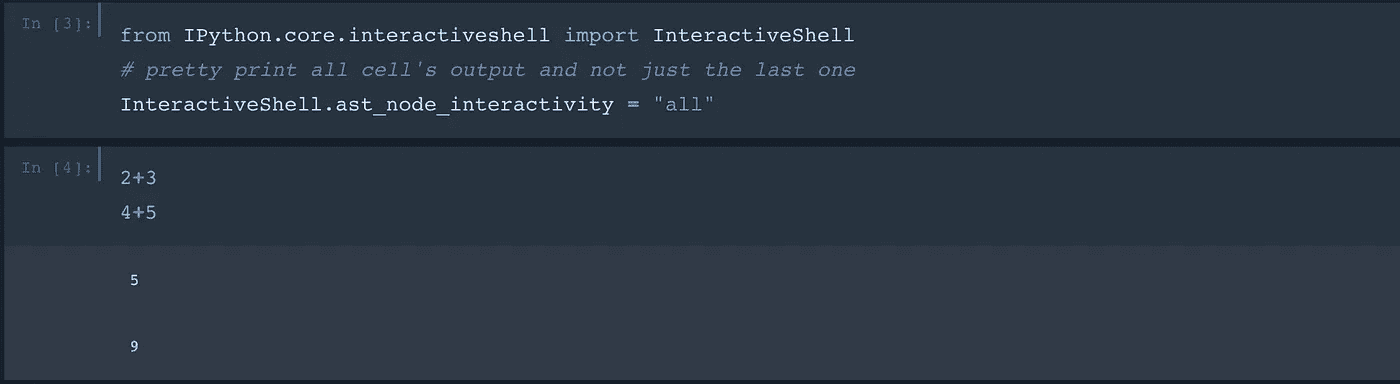 In [3]:
from IPython.core.interactiveshell import InteractiveShell
# pretty print all cell's output and not just the last one
InteractiveShell.ast_node_interactivity = "all"
In [4]:
2+3
4+5
5
9